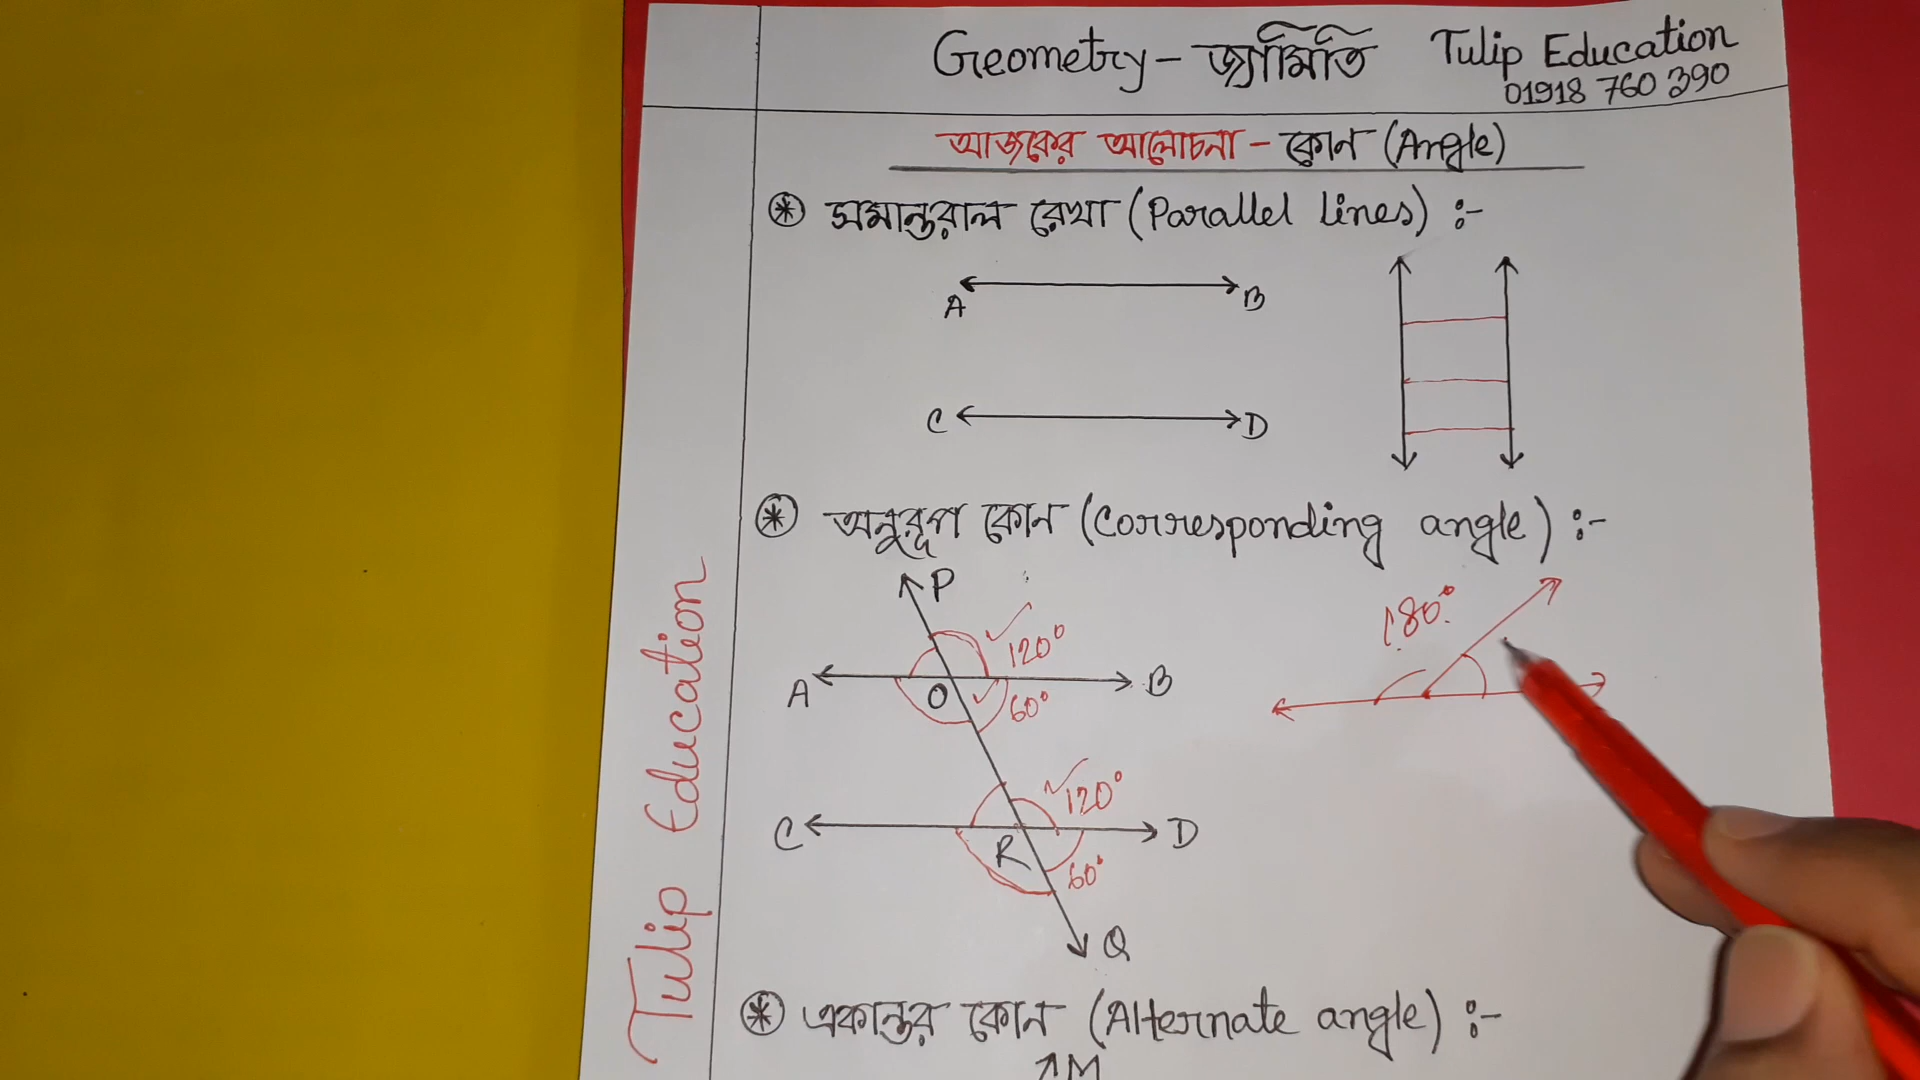 Geometry - জ্যামিতি Tulip Education
01918 760 390
আজকের আলোচনা - কোন (Angle)
সমান্তরাল রেখা (Parallel lines) :-
A B
C D
অনুরূপ কোন (Corresponding angle) :-
P
180°
120°
A O B
60°
120°
C R D
60°
Q
একান্তর কোন (Alternate angle) :-
M
Tulip Education